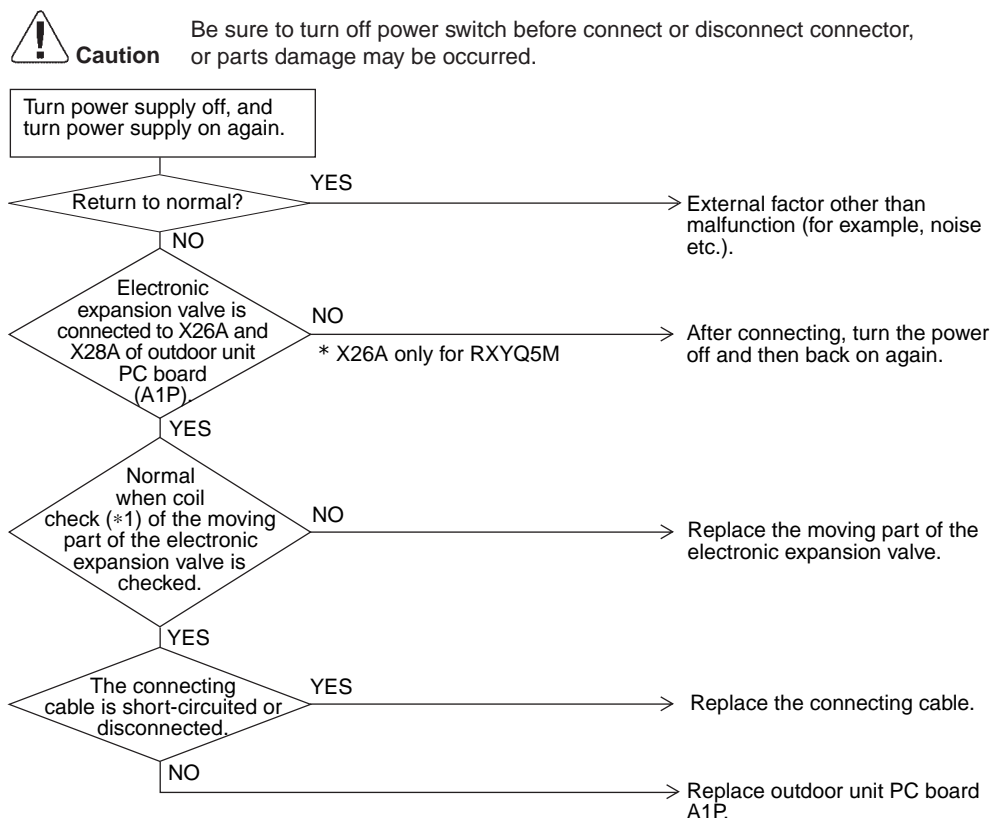 Caution
Be sure to turn off power switch before connect or disconnect connector,
or parts damage may be occurred.
Turn power supply off, and
turn power supply on again.
Return to normal?
YES
External factor other than
malfunction (for example, noise
etc.).
NO
Electronic
expansion valve is
connected to X26A and
X28A of outdoor unit
PC board
(A1P).
NO
* X26A only for RXYQ5M
After connecting, turn the power
off and then back on again.
YES
Normal
when coil
check (*1) of the moving
part of the electronic
expansion valve is
checked.
NO
Replace the moving part of the
electronic expansion valve.
YES
The connecting
cable is short-circuited or
disconnected.
YES
Replace the connecting cable.
NO
Replace outdoor unit PC board
A1P.